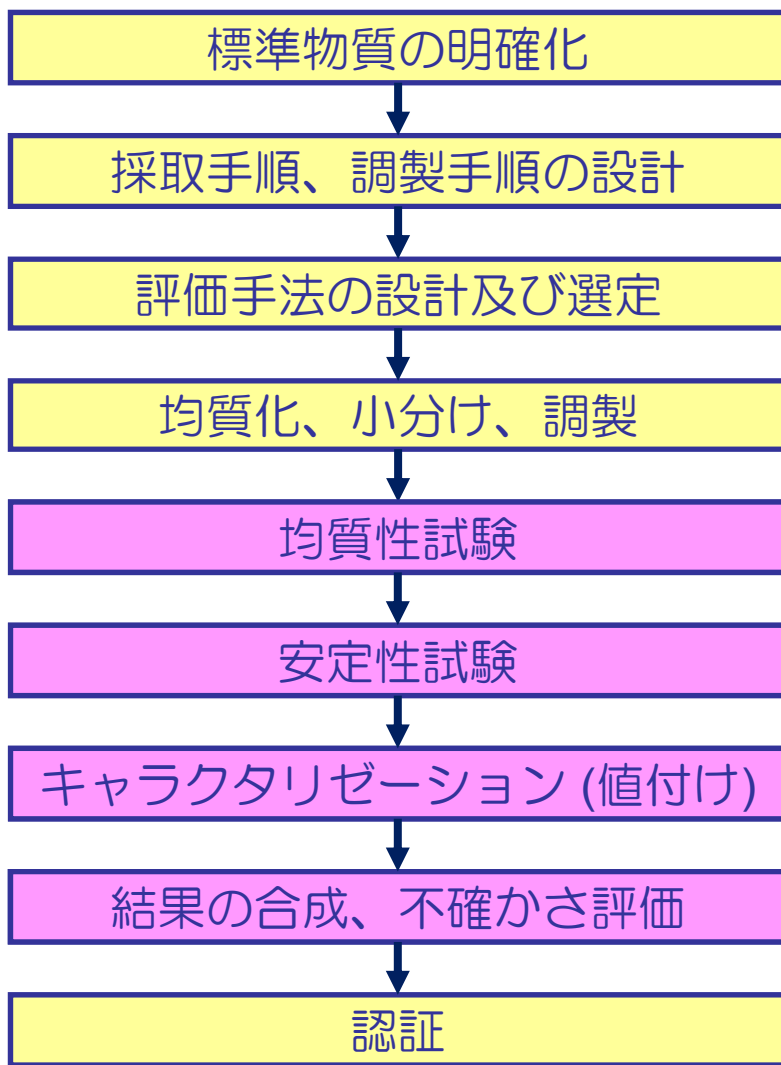 標準物質の明確化
採取手順、調製手順の設計
評価手法の設計及び選定
均質化、小分け、調製
均質性試験
安定性試験
キャラクタリゼーション (値付け)
結果の合成、不確かさ評価
認証